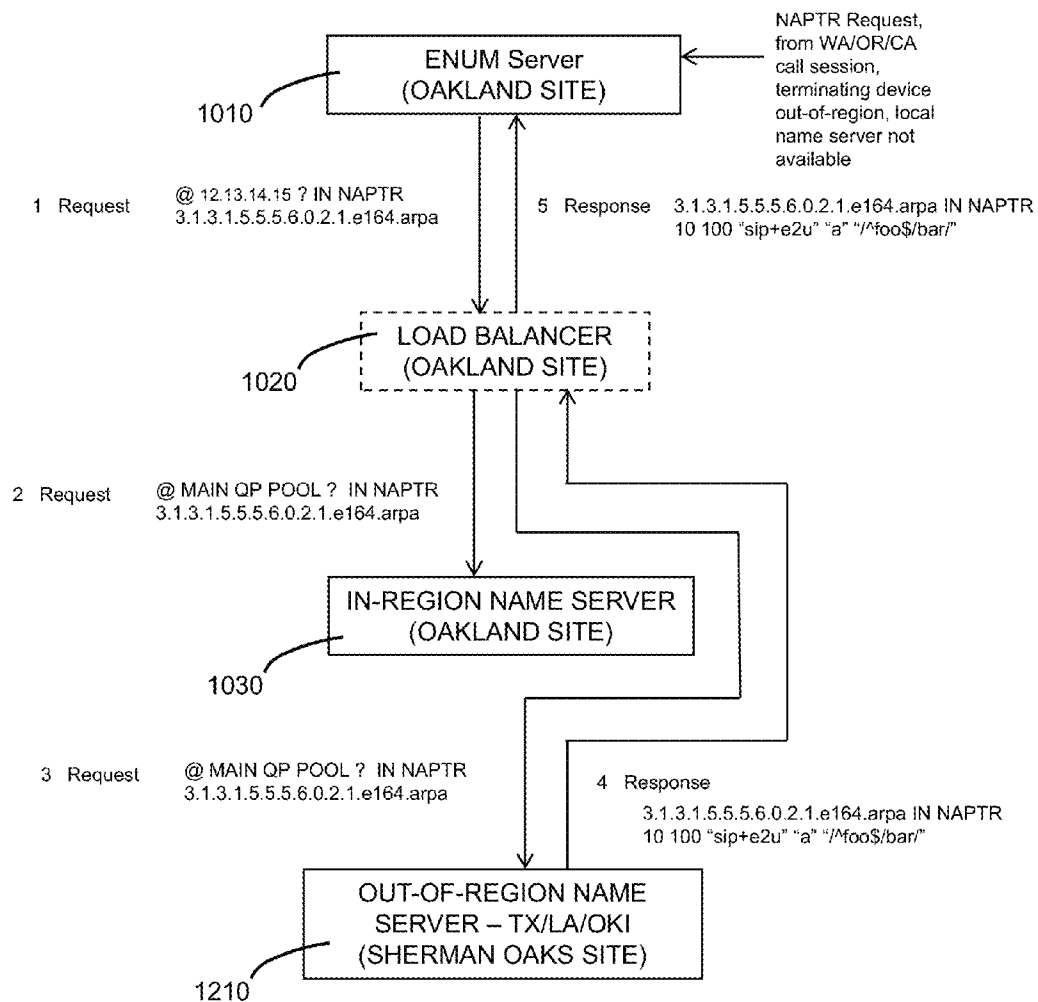 NAPTR Request,
from WA/OR/CA
call session,
terminating device
out-of-region, local
name server not
available
ENUM Server
(OAKLAND SITE)
1010
1 Request
@ 12.13.14.15 ? IN NAPTR
3.1.3.1.5.5.5.6.0.2.1.e164.arpa
5 Response
3.1.3.1.5.5.5.6.0.2.1.e164.arpa IN NAPTR
10 100 “sip+e2u” “a” “/^foo$/bar/”
LOAD BALANCER
(OAKLAND SITE)
1020
2 Request
@ MAIN QP POOL ? IN NAPTR
3.1.3.1.5.5.5.6.0.2.1.e164.arpa
IN-REGION NAME SERVER
(OAKLAND SITE)
1030
3 Request
@ MAIN QP POOL ? IN NAPTR
3.1.3.1.5.5.5.6.0.2.1.e164.arpa
4 Response
3.1.3.1.5.5.5.6.0.2.1.e164.arpa IN NAPTR
10 100 “sip+e2u” “a” “/^foo$/bar/”
OUT-OF-REGION NAME
SERVER – TX/LA/OKI
(SHERMAN OAKS SITE)
1210